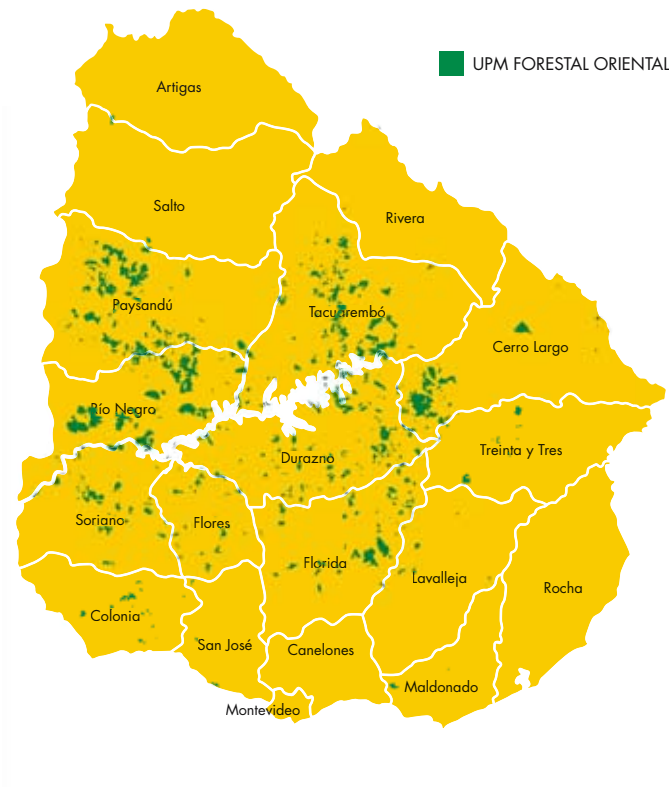 UPM FORESTAL ORIENTAL
Artigas
Salto
Rivera
Paysandú
Tacuarembó
Cerro Largo
Río Negro
Durazno
Treinta y Tres
Soriano
Flores
Florida
Lavalleja
Rocha
Colonia
San José
Canelones
Maldonado
Montevideo